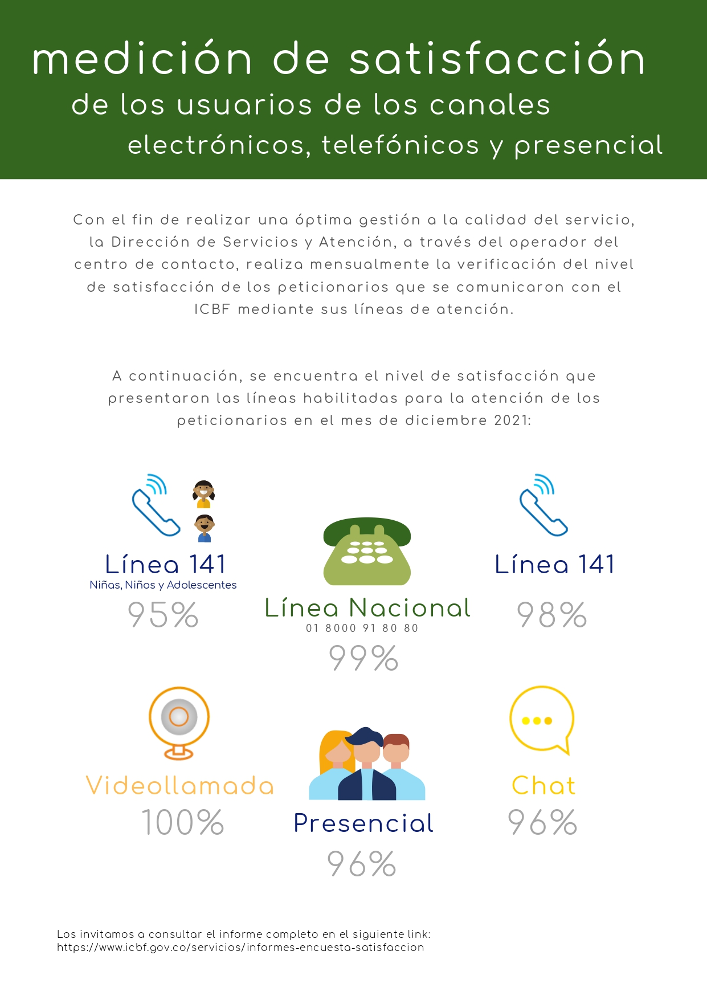 medición de satisfacción
de los usuarios de los canales
electrónicos, telefónicos y presencial
Con el fin de realizar una óptima gestión a la calidad del servicio,
la Dirección de Servicios y Atención, a través del operador del
centro de contacto, realiza mensualmente la verificación del nivel
de satisfacción de los peticionarios que se comunicaron con el
ICBF mediante sus líneas de atención.
A continuación, se encuentra el nivel de satisfacción que
presentaron las líneas habilitadas para la atención de los
peticionarios en el mes de diciembre 2021:
Línea 141
Niñas, Niños y Adolescentes
95%
Línea Nacional
01 8000 91 80 80
99%
Línea 141
98%
Videollamada
100%
Presencial
96%
Chat
96%
Los invitamos a consultar el informe completo en el siguiente link:
https://www.icbf.gov.co/servicios/informes-encuesta-satisfaccion